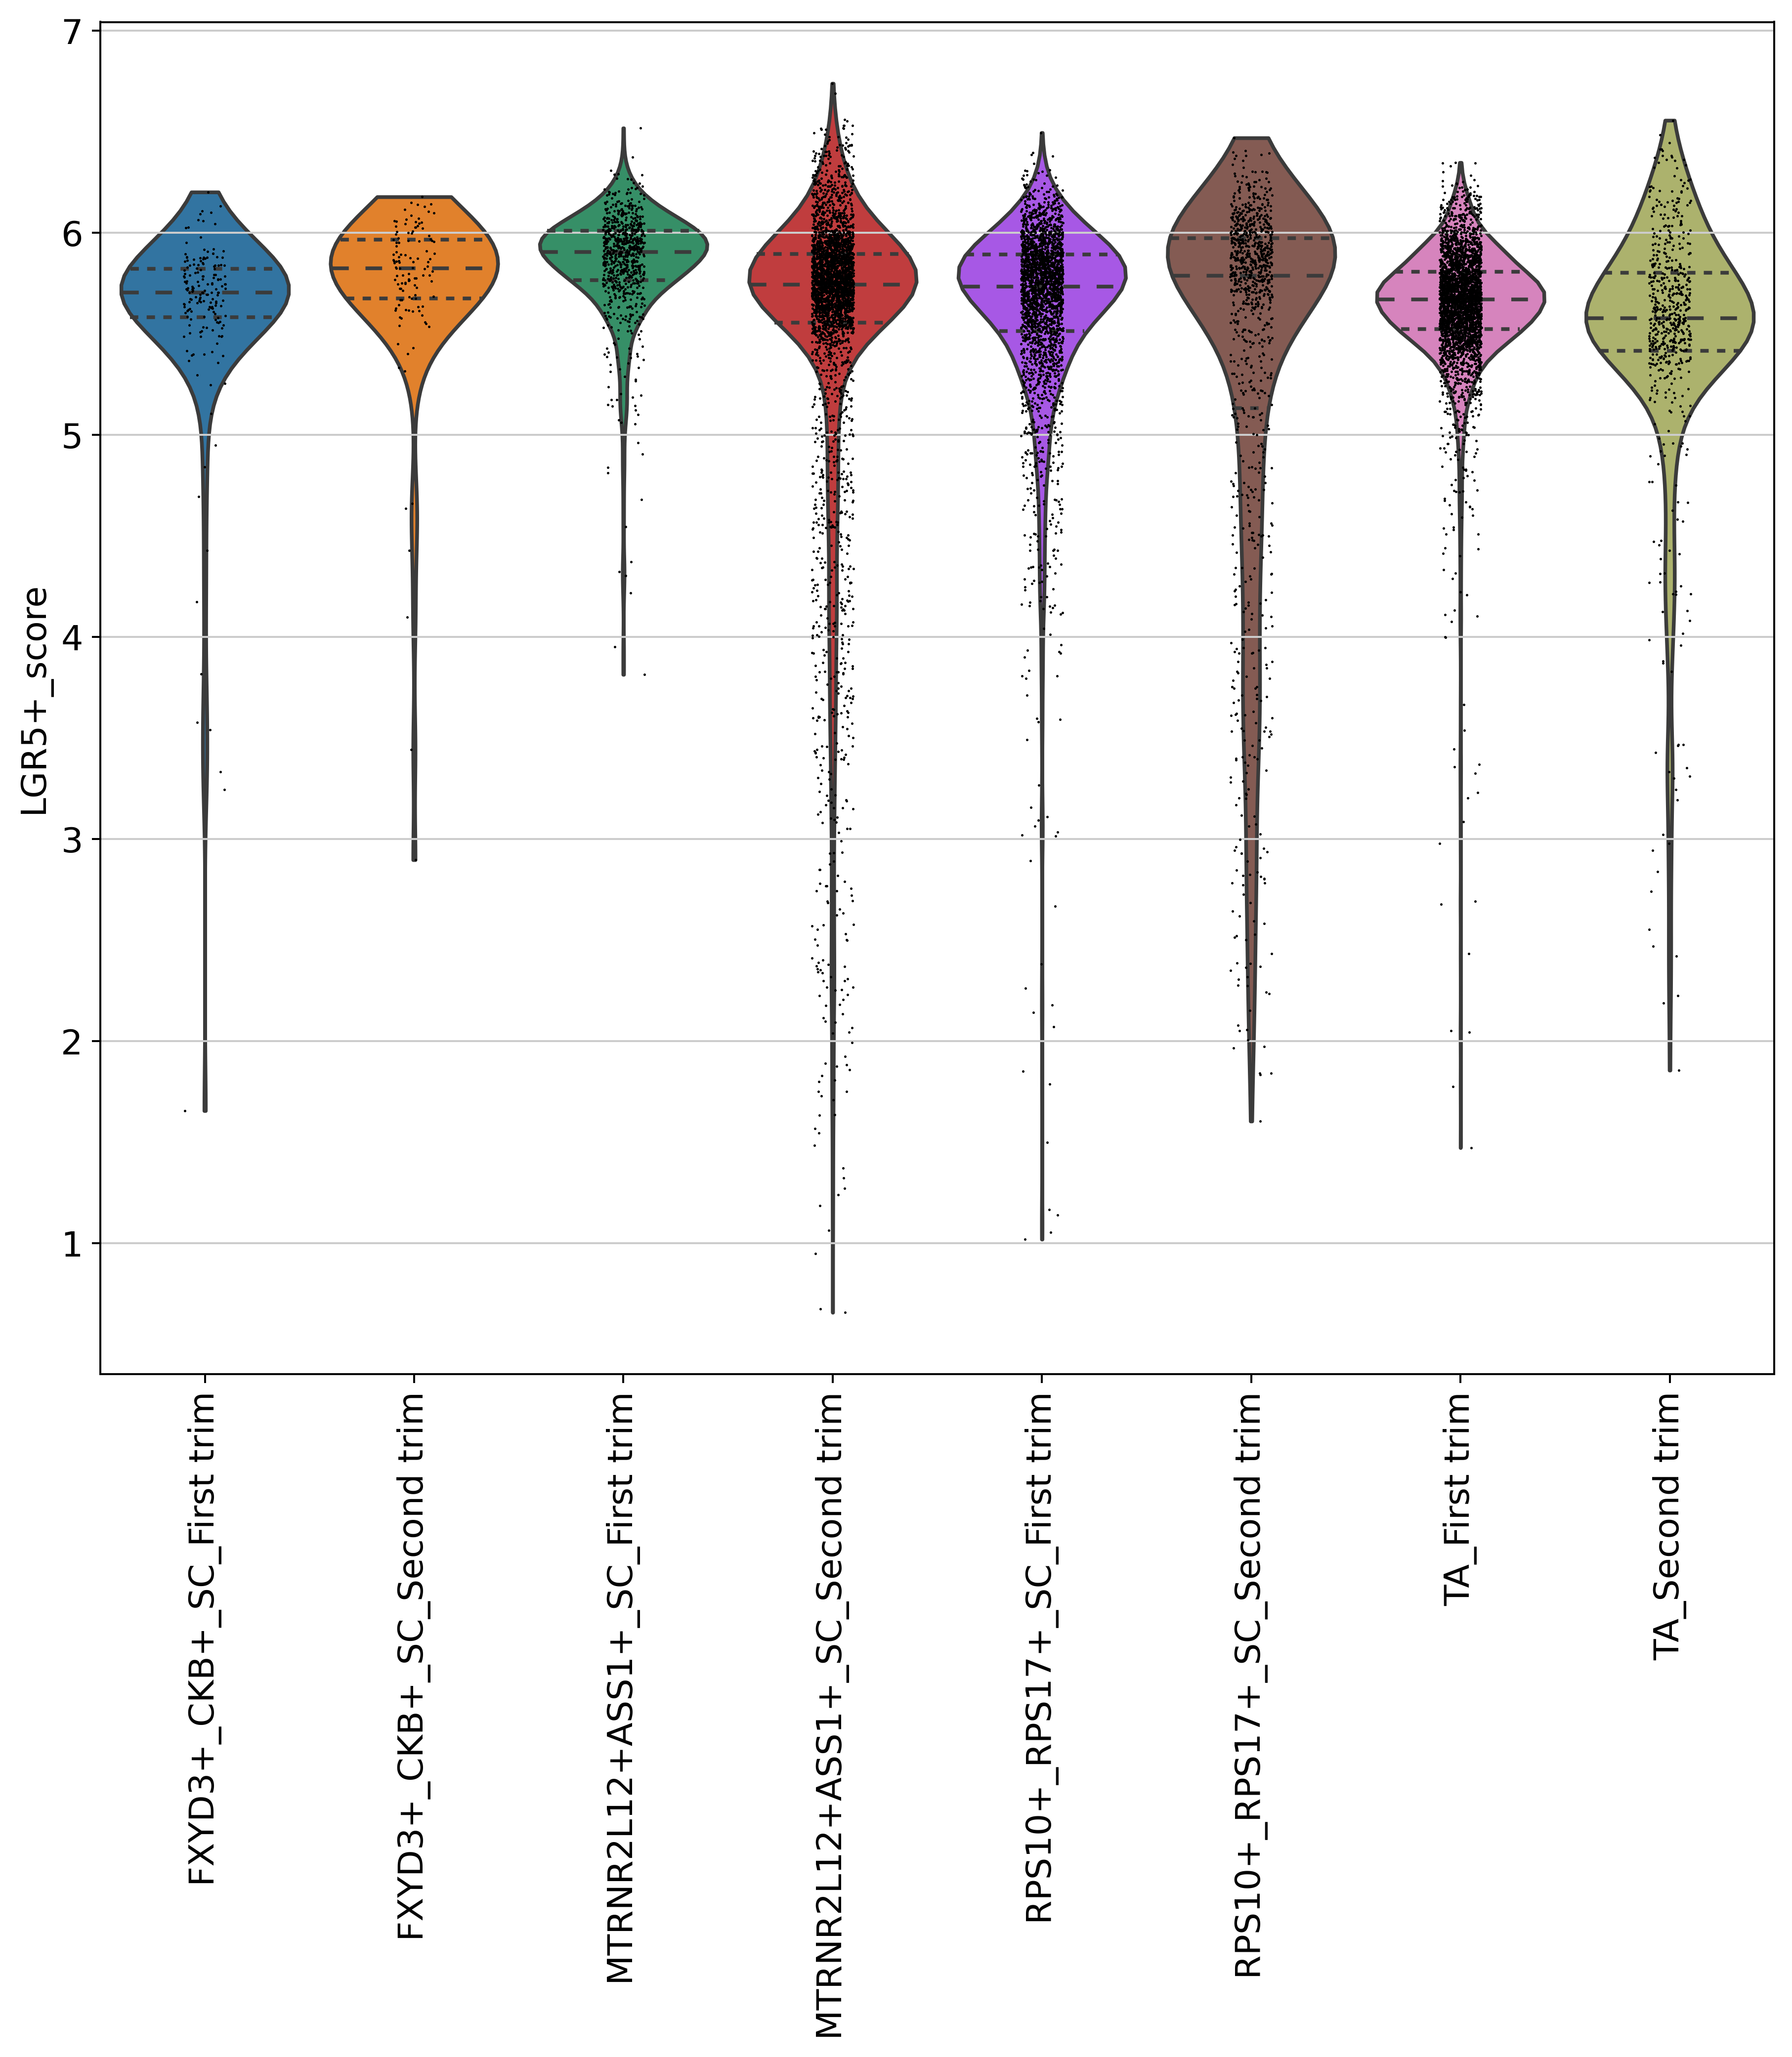 7
6
5
4
3
2
1
LGR5+_score
FXYD3+_CKB+_SC_First trim
FXYD3+_CKB+_SC_Second trim
MTRNR2L12+ASS1+_SC_First trim
MTRNR2L12+ASS1+_SC_Second trim
RPS10+_RPS17+_SC_First trim
RPS10+_RPS17+_SC_Second trim
TA_First trim
TA_Second trim